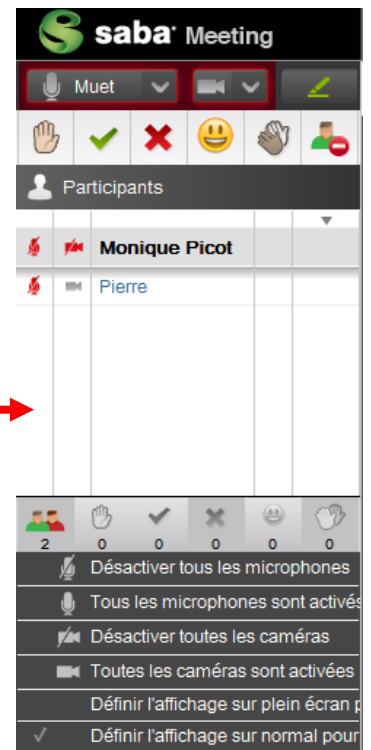 saba Meeting
Muet
Participants
Monique Picot
Pierre
2 0 0 0 0 0
Désactiver tous les microphones
Tous les microphones sont activés
Désactiver toutes les caméras
Toutes les caméras sont activées
Définir l'affichage sur plein écran p
Définir l'affichage sur normal pour